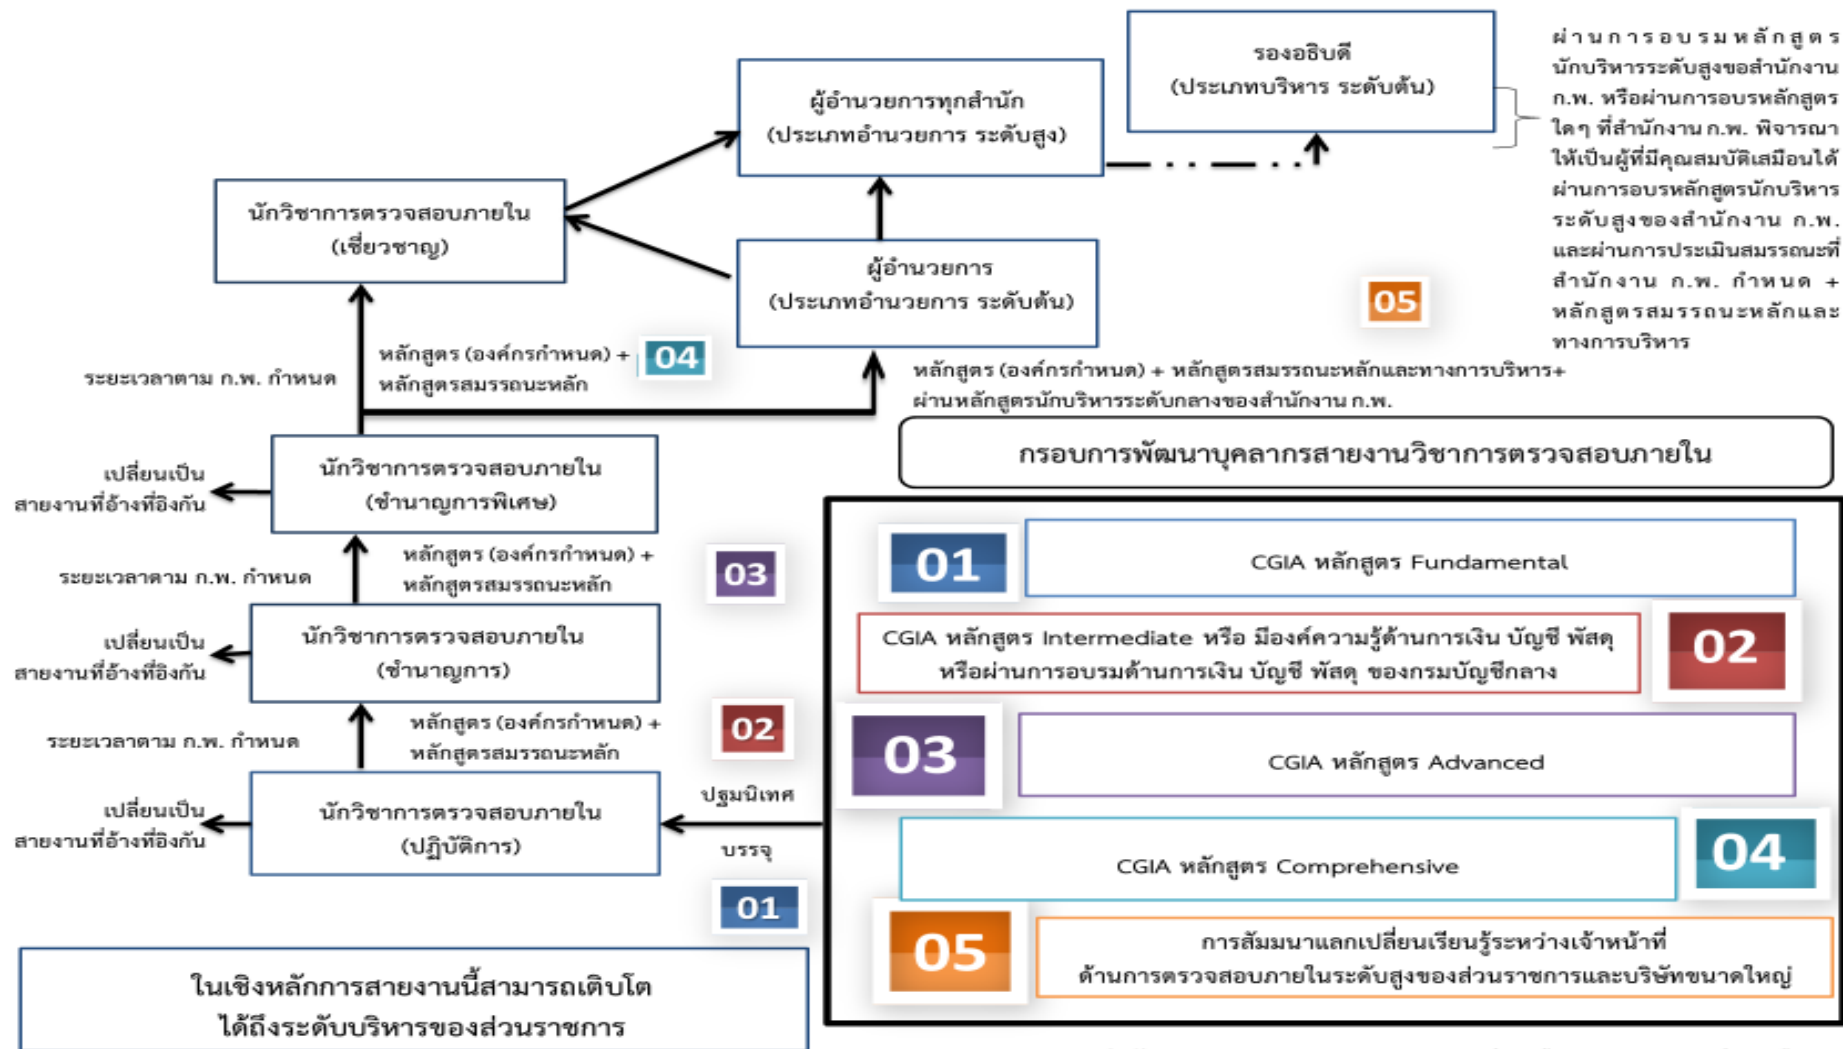 รองอธิบดี
(ประเภทบริหาร ระดับต้น)
ผ่านการอบรมหลักสูตร
นักบริหารระดับสูงขอสำนักงาน
ก.พ. หรือผ่านการอบรหลักสูตร
ใดๆ ที่สำนักงาน ก.พ. พิจารณา
ให้เป็นผู้ที่มีคุณสมบัติเสมือนได้
ผ่านการอบรหลักสูตรนักบริหาร
ระดับสูงของสำนักงาน ก.พ.
และผ่านการประเมินสมรรถนะที่
สำนักงาน ก.พ. กำหนด +
หลักสูตรสมรรถนะหลักและ
ทางการบริหาร
ผู้อำนวยการทุกสำนัก
(ประเภทอำนวยการ ระดับสูง)
นักวิชาการตรวจสอบภายใน
(เชี่ยวชาญ)
ผู้อำนวยการ
(ประเภทอำนวยการ ระดับต้น)
05
ระยะเวลาตาม ก.พ. กำหนด
หลักสูตร (องค์กรกำหนด) +
หลักสูตรสมรรถนะหลัก
04
หลักสูตร (องค์กรกำหนด) + หลักสูตรสมรรถนะหลักและทางการบริหาร+
ผ่านหลักสูตรนักบริหารระดับกลางของสำนักงาน ก.พ.
นักวิชาการตรวจสอบภายใน
(ชำนาญการพิเศษ)
เปลี่ยนเป็น
สายงานที่อ้างที่อิงกัน
ระยะเวลาตาม ก.พ. กำหนด
หลักสูตร (องค์กรกำหนด) +
หลักสูตรสมรรถนะหลัก
03
นักวิชาการตรวจสอบภายใน
(ชำนาญการ)
เปลี่ยนเป็น
สายงานที่อ้างที่อิงกัน
ระยะเวลาตาม ก.พ. กำหนด
หลักสูตร (องค์กรกำหนด) +
หลักสูตรสมรรถนะหลัก
02
นักวิชาการตรวจสอบภายใน
(ปฏิบัติการ)
เปลี่ยนเป็น
สายงานที่อ้างที่อิงกัน
ปฐมนิเทศ
บรรจุ
01
ในเชิงหลักการสายงานนี้สามารถเติบโต
ได้ถึงระดับบริหารของส่วนราชการ
กรอบการพัฒนาบุคลากรสายงานวิชาการตรวจสอบภายใน
01
CGIA หลักสูตร Fundamental
CGIA หลักสูตร Intermediate หรือ มีองค์ความรู้ด้านการเงิน บัญชี พัสดุ
หรือผ่านการอบรมด้านการเงิน บัญชี พัสดุ ของกรมบัญชีกลาง
02
03
CGIA หลักสูตร Advanced
CGIA หลักสูตร Comprehensive
04
05
การสัมมนาแลกเปลี่ยนเรียนรู้ระหว่างเจ้าหน้าที่
ด้านการตรวจสอบภายในระดับสูงของส่วนราชการและบริษัทขนาดใหญ่